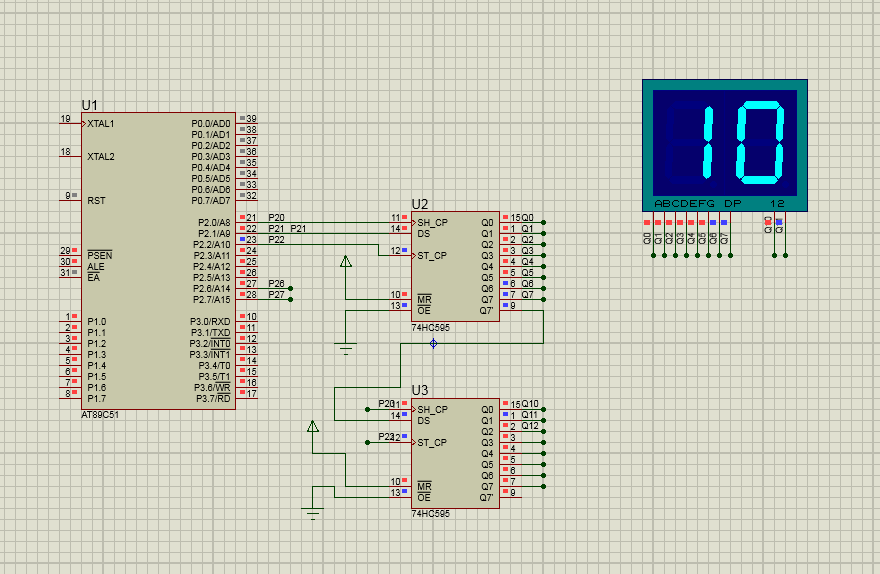 U1
19 XTAL1 P0.0/AD0 39
P0.1/AD1 38
P0.2/AD2 37
18 XTAL2 P0.3/AD3 36
P0.4/AD4 35
P0.5/AD5 34
P0.6/AD6 33
9 RST P0.7/AD7 32
P2.0/A8 21 P20
P2.1/A9 22 P21 P21
P2.2/A10 23 P22
29 PSEN P2.3/A11 24
30 ALE P2.4/A12 25
31 EA P2.5/A13 26
P2.6/A14 27 P26
P2.7/A15 28 P27
1 P1.0 P3.0/RXD 10
2 P1.1 P3.1/TXD 11
3 P1.2 P3.2/INT0 12
4 P1.3 P3.3/INT1 13
5 P1.4 P3.4/T0 14
6 P1.5 P3.5/T1 15
7 P1.6 P3.6/WR 16
8 P1.7 P3.7/RD 17
AT89C51
U2
11 SH_CP Q0 15 Q0
14 DS Q1 1 Q1
Q2 2 Q2
12 ST_CP Q3 3 Q3
Q4 4 Q4
Q5 5 Q5
Q6 6 Q6
10 MR Q7 7 Q7
13 OE Q7' 9
74HC595
U3
P20 11 SH_CP Q0 15 Q10
14 DS Q1 1 Q11
Q2 2 Q12
P22 12 ST_CP Q3 3
Q4 4
Q5 5
Q6 6
10 MR Q7 7
13 OE Q7' 9
74HC595
10
ABCDEFG DP 12
Q0 Q1 Q2 Q3 Q4 Q5 Q6 Q7